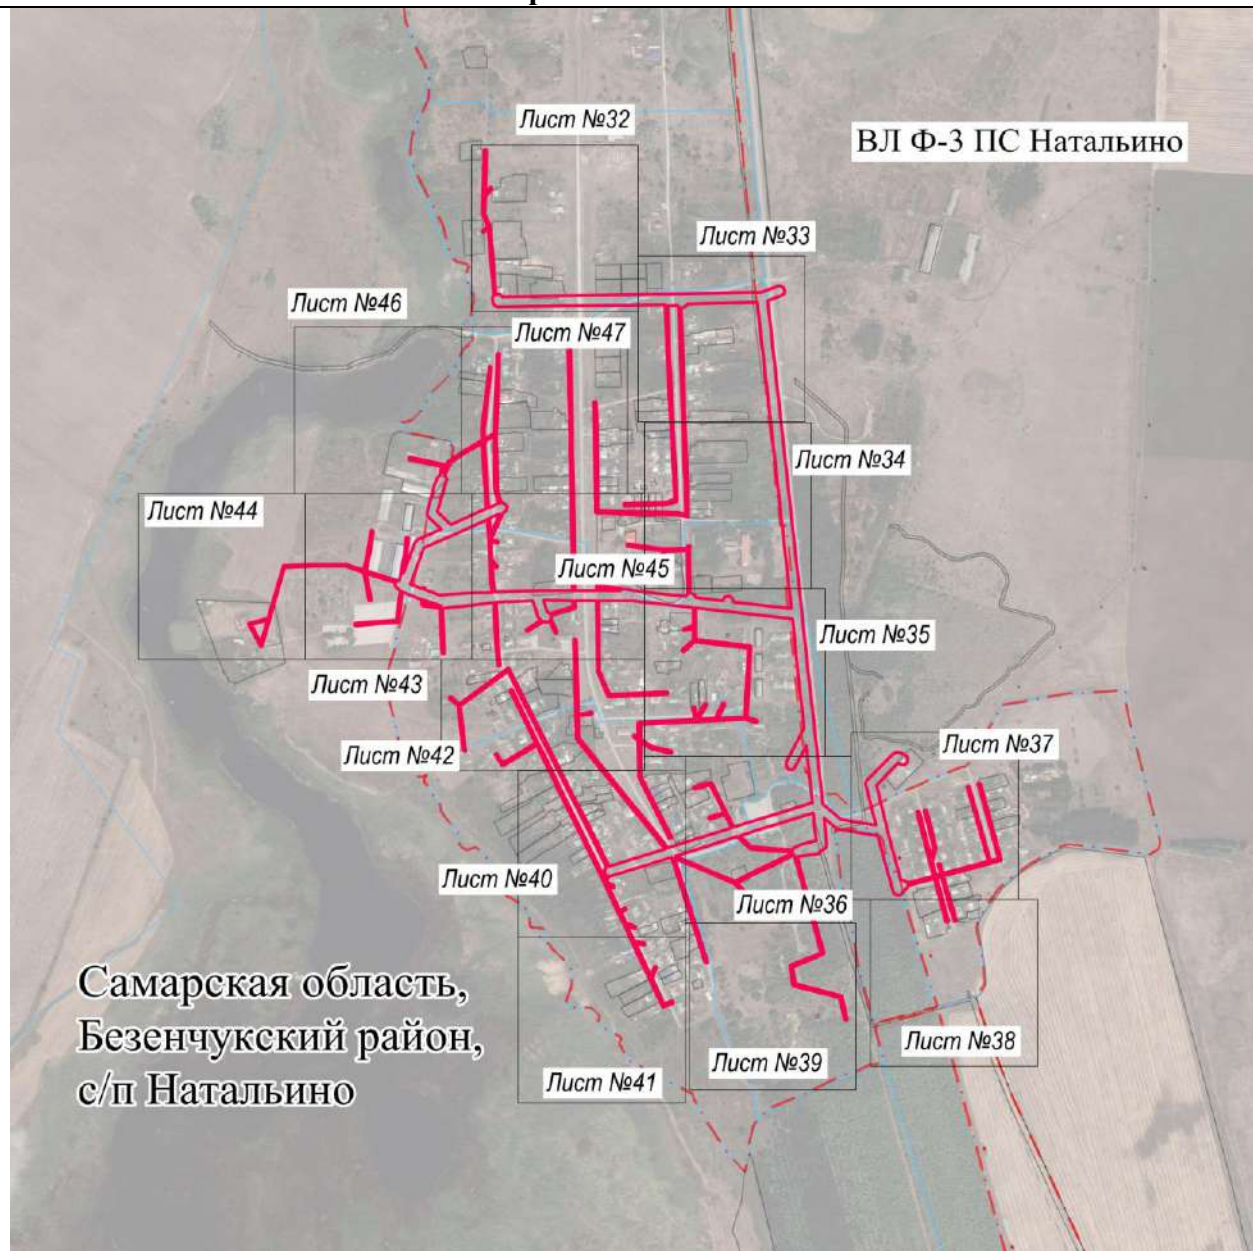 Лист №32
ВЛ Ф-3 ПС Натальино
Лист №33
Лист №46
Лист №47
Лист №34
Лист №44
Лист №45
Лист №35
Лист №43
Лист №42
Лист №37
Лист №40
Лист №36
Самарская область,
Безенчукский район,
с/п Натальино
Лист №38
Лист №39
Лист №41